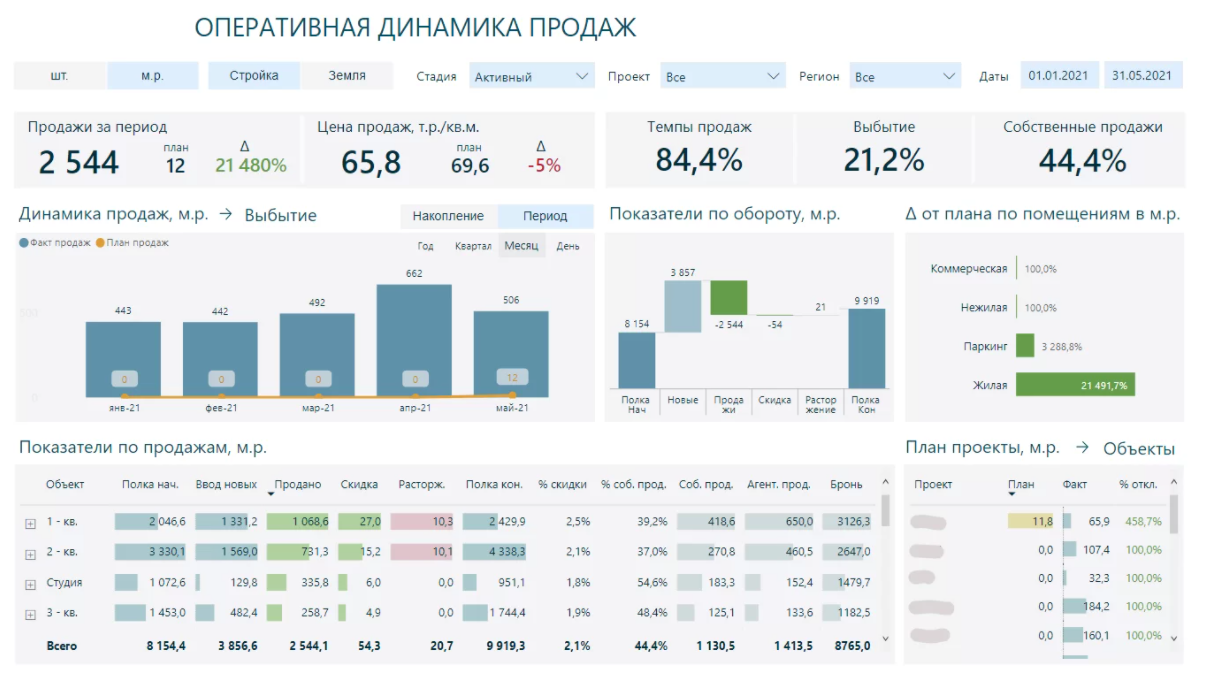 ОПЕРАТИВНАЯ ДИНАМИКА ПРОДАЖ
шт. м.р. Стройка Земля Стадия Активный Проект Все Регион Все Даты 01.01.2021 31.05.2021
Продажи за период
2 544
план
12
Δ
21 480%
Цена продаж, т.р./кв.м.
65,8
план
69,6
Δ
-5%
Темпы продаж
84,4%
Выбытие
21,2%
Собственные продажи
44,4%
Динамика продаж, м.р. → Выбытие
Накопление Период
Факт продаж План продаж
Год Квартал Месяц День
500
0
443 442 492 662 506
0 0 0 0 12
янв-21 фев-21 мар-21 апр-21 май-21
Показатели по обороту, м.р.
8 154 3 857 -2 544 -54 21 9 919
Полка Нач
Новые
Прода жи
Скидка
Растор жение
Полка Кон
Δ от плана по помещениям в м.р.
Коммерческая 100,0%
Нежилая 100,0%
Паркинг 3 288,8%
Жилая 21 491,7%
Показатели по продажам, м.р.
Объект Полка нач. Ввод новых Продано Скидка Расторж. Полка кон. % скидки % соб. прод. Соб. прод. Агент. прод. Бронь
1 - кв. 2 046,6 1 331,2 1 068,6 27,0 10,3 2 429,9 2,5% 39,2% 418,6 650,0 3126,3
2 - кв. 3 330,1 1 569,0 731,3 15,2 10,1 4 338,3 2,1% 37,0% 270,8 460,5 2647,0
Студия 1 072,6 129,8 335,8 6,0 0,0 951,1 1,8% 54,6% 183,3 152,4 1479,7
3 - кв. 1 453,0 482,4 258,7 4,9 0,0 1 744,4 1,9% 48,4% 125,1 133,6 1182,5
Всего 8 154,4 3 856,6 2 544,1 54,3 20,7 9 919,3 2,1% 44,4% 1 130,5 1 413,5 8765,0
План проекты, м.р. → Объекты
Проект План Факт % откл.
11,8 65,9 458,7%
0,0 107,4 100,0%
0,0 32,3 100,0%
0,0 184,2 100,0%
0,0 160,1 100,0%